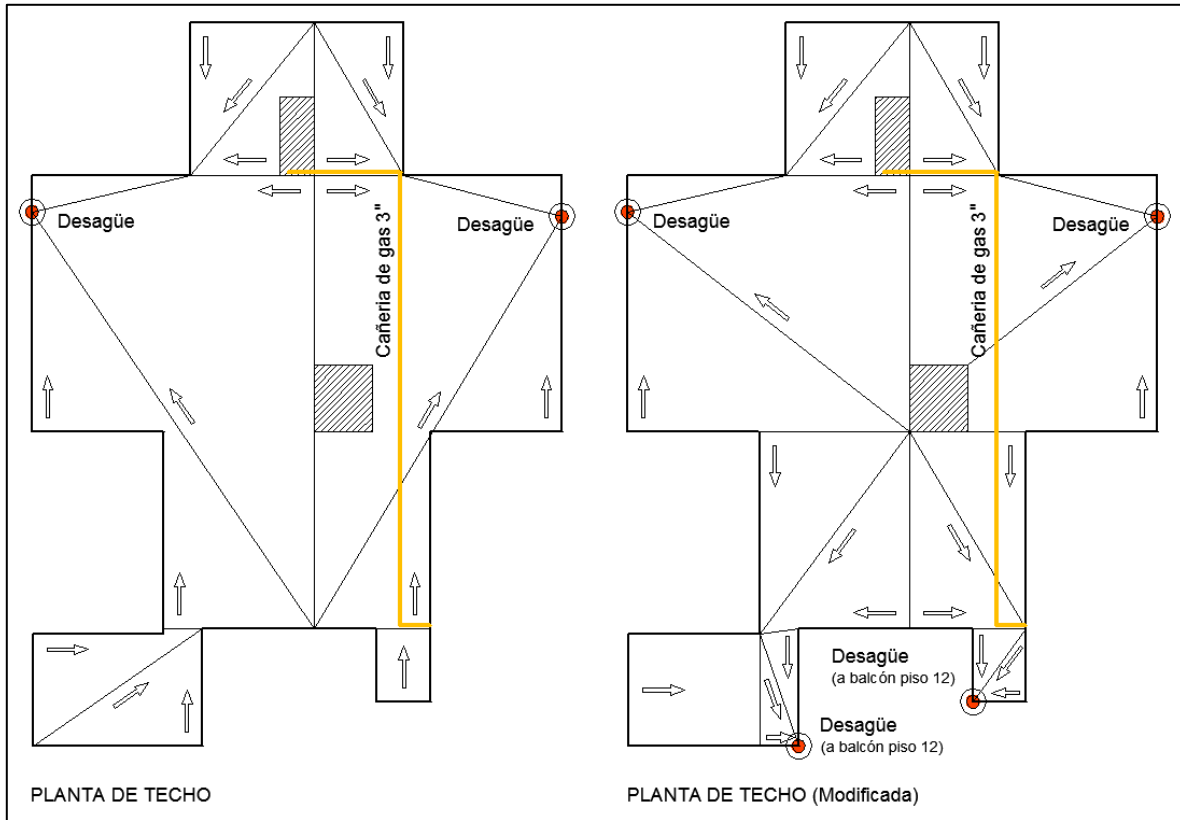 Desagüe
Desagüe
Cañeria de gas 3"
PLANTA DE TECHO
Desagüe
Desagüe
Cañeria de gas 3"
Desagüe
(a balcón piso 12)
Desagüe
(a balcón piso 12)
PLANTA DE TECHO (Modificada)